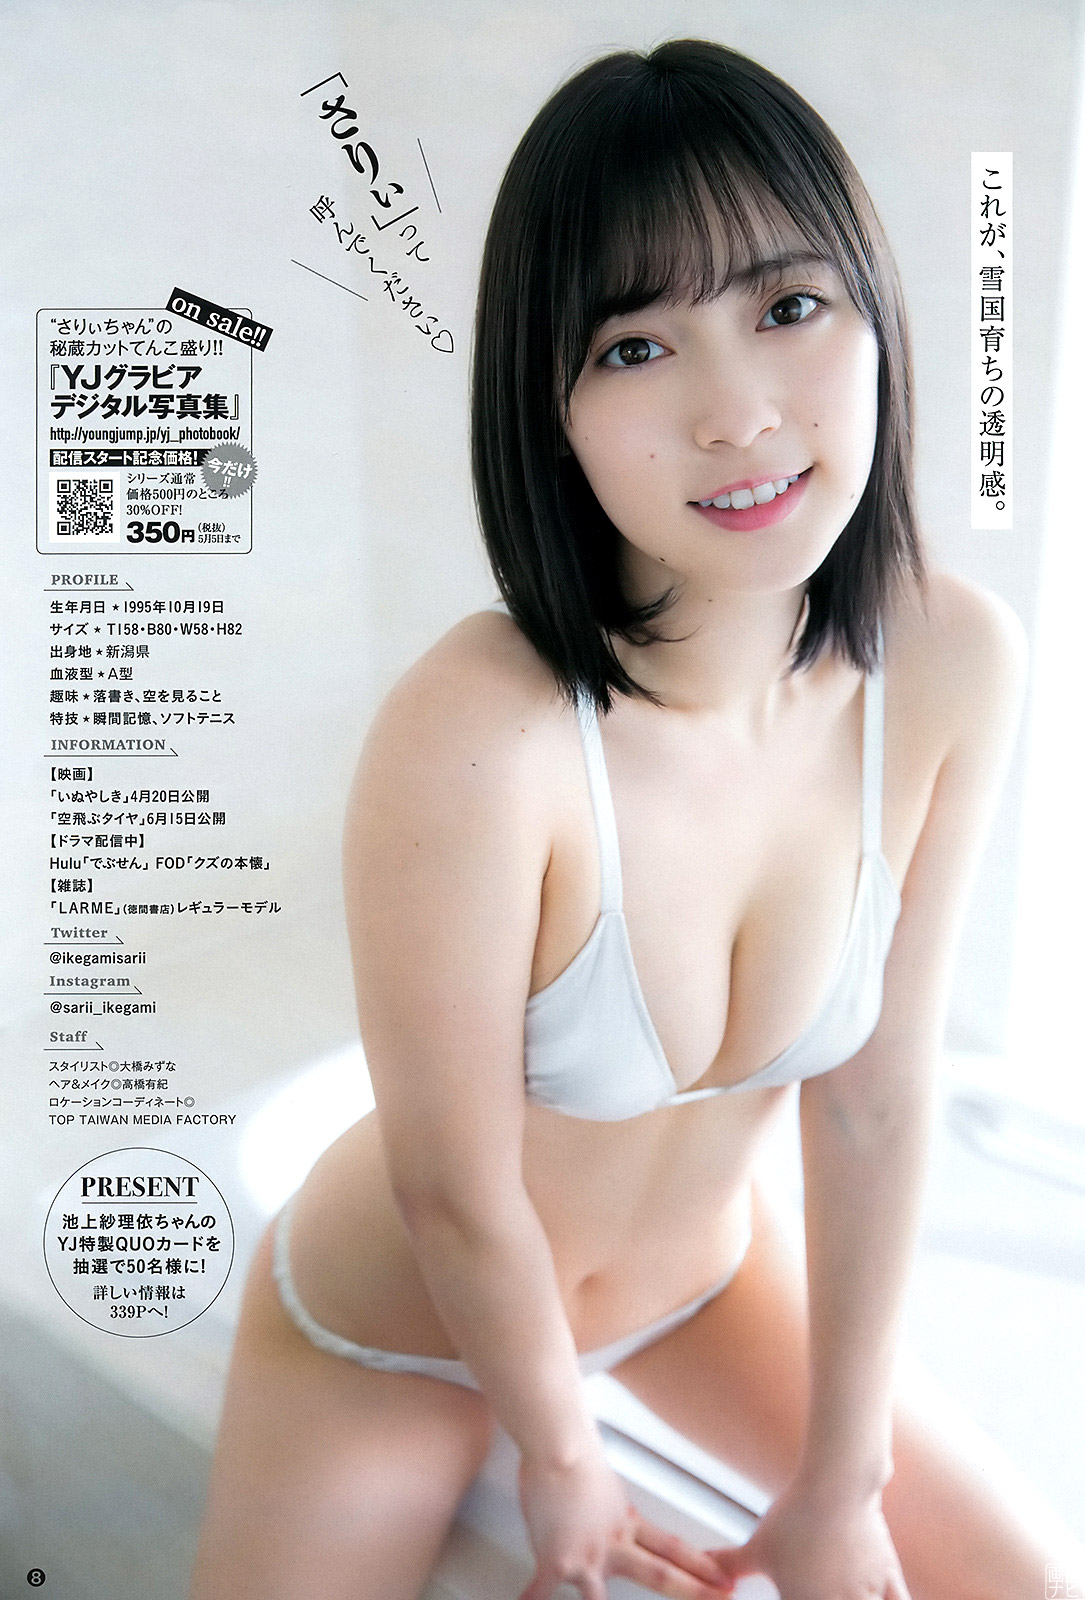 「さりぃ」って
呼んでください♡
これが、雪国育ちの透明感。
on sale!!
“さりぃちゃん”の
秘蔵カットてんこ盛り!!
『YJグラビア
デジタル写真集』
http://youngjump.jp/yj_photobook/
配信スタート記念価格!
今だけ!!
シリーズ通常
価格500円のところ
30%OFF!
350円(税抜)
5月5日まで
PROFILE
生年月日★1995年10月19日
サイズ★T158・B80・W58・H82
出身地★新潟県
血液型★A型
趣味★落書き、空を見ること
特技★瞬間記憶、ソフトテニス
INFORMATION
【映画】
「いぬやしき」4月20日公開
「空飛ぶタイヤ」6月15日公開
【ドラマ配信中】
Hulu「でぶせん」 FOD「クズの本懐」
【雑誌】
「LARME」(徳間書店)レギュラーモデル
Twitter
@ikegamisarii
Instagram
@sarii_ikegami
Staff
スタイリスト◎大橋みずな
ヘア&メイク◎高橋有紀
ロケーションコーディネート◎
TOP TAIWAN MEDIA FACTORY
PRESENT
池上紗理依ちゃんの
YJ特製QUOカードを
抽選で50名様に!
詳しい情報は
339Pへ!
8